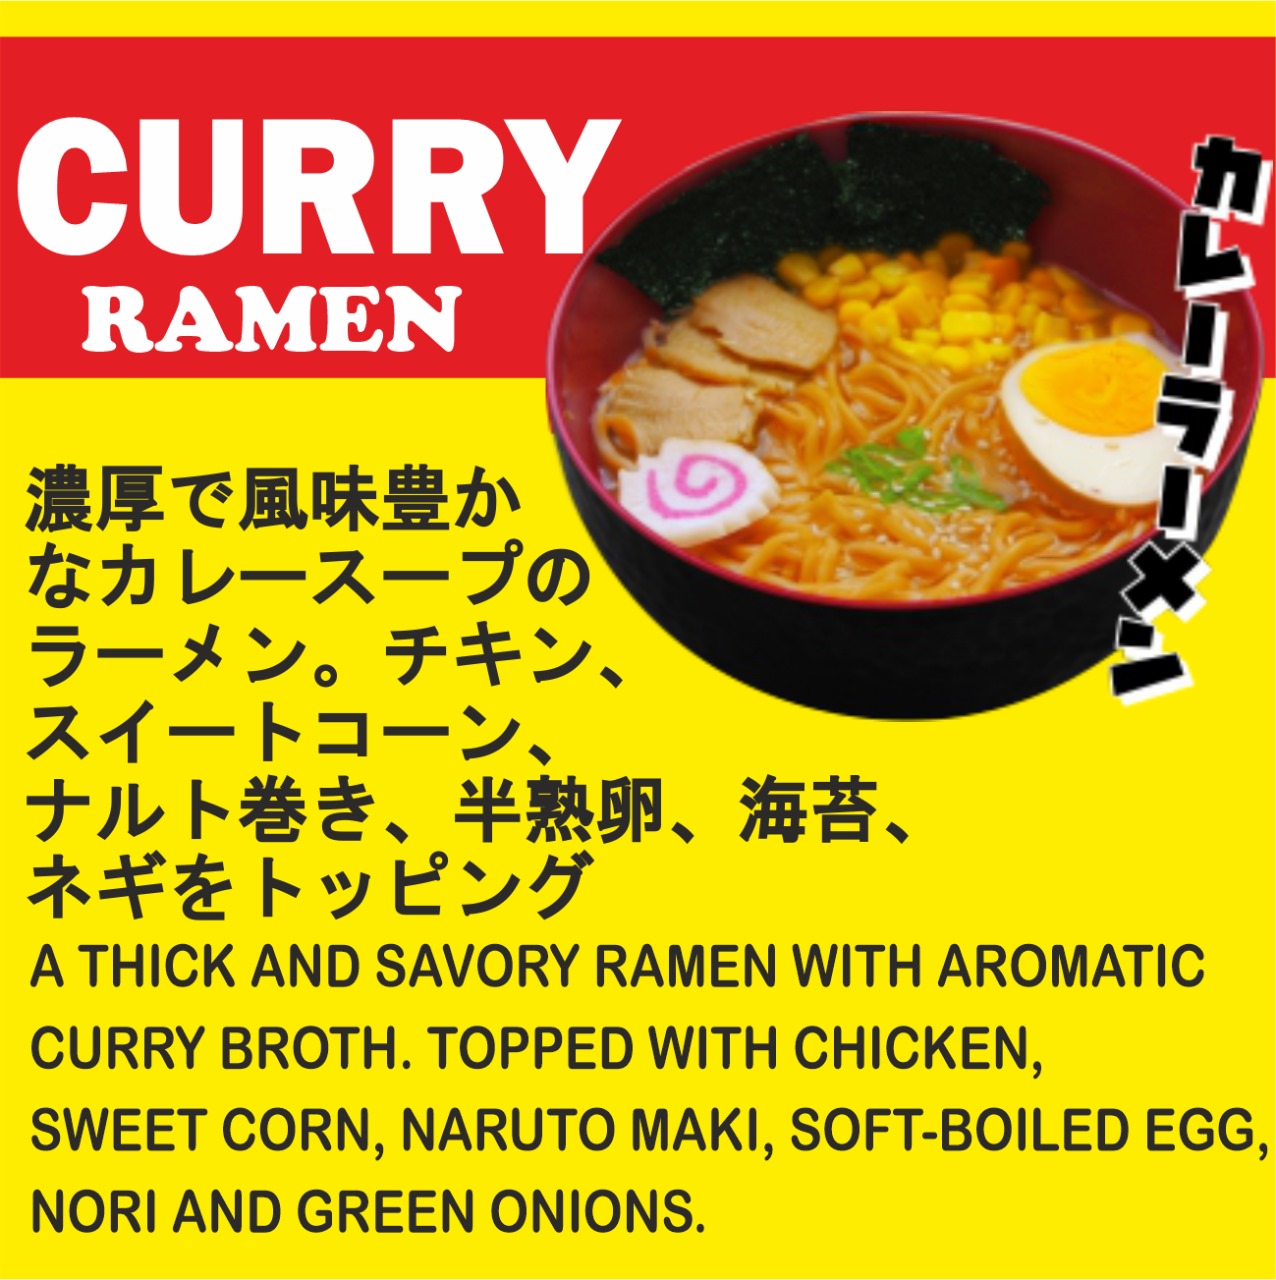 CURRY
RAMEN
カレーラーメン
濃厚で風味豊か
なカレースープの
ラーメン。チキン、
スイートコーン、
ナルト巻き、半熟卵、海苔、
ネギをトッピング
A THICK AND SAVORY RAMEN WITH AROMATIC
CURRY BROTH. TOPPED WITH CHICKEN,
SWEET CORN, NARUTO MAKI, SOFT-BOILED EGG,
NORI AND GREEN ONIONS.